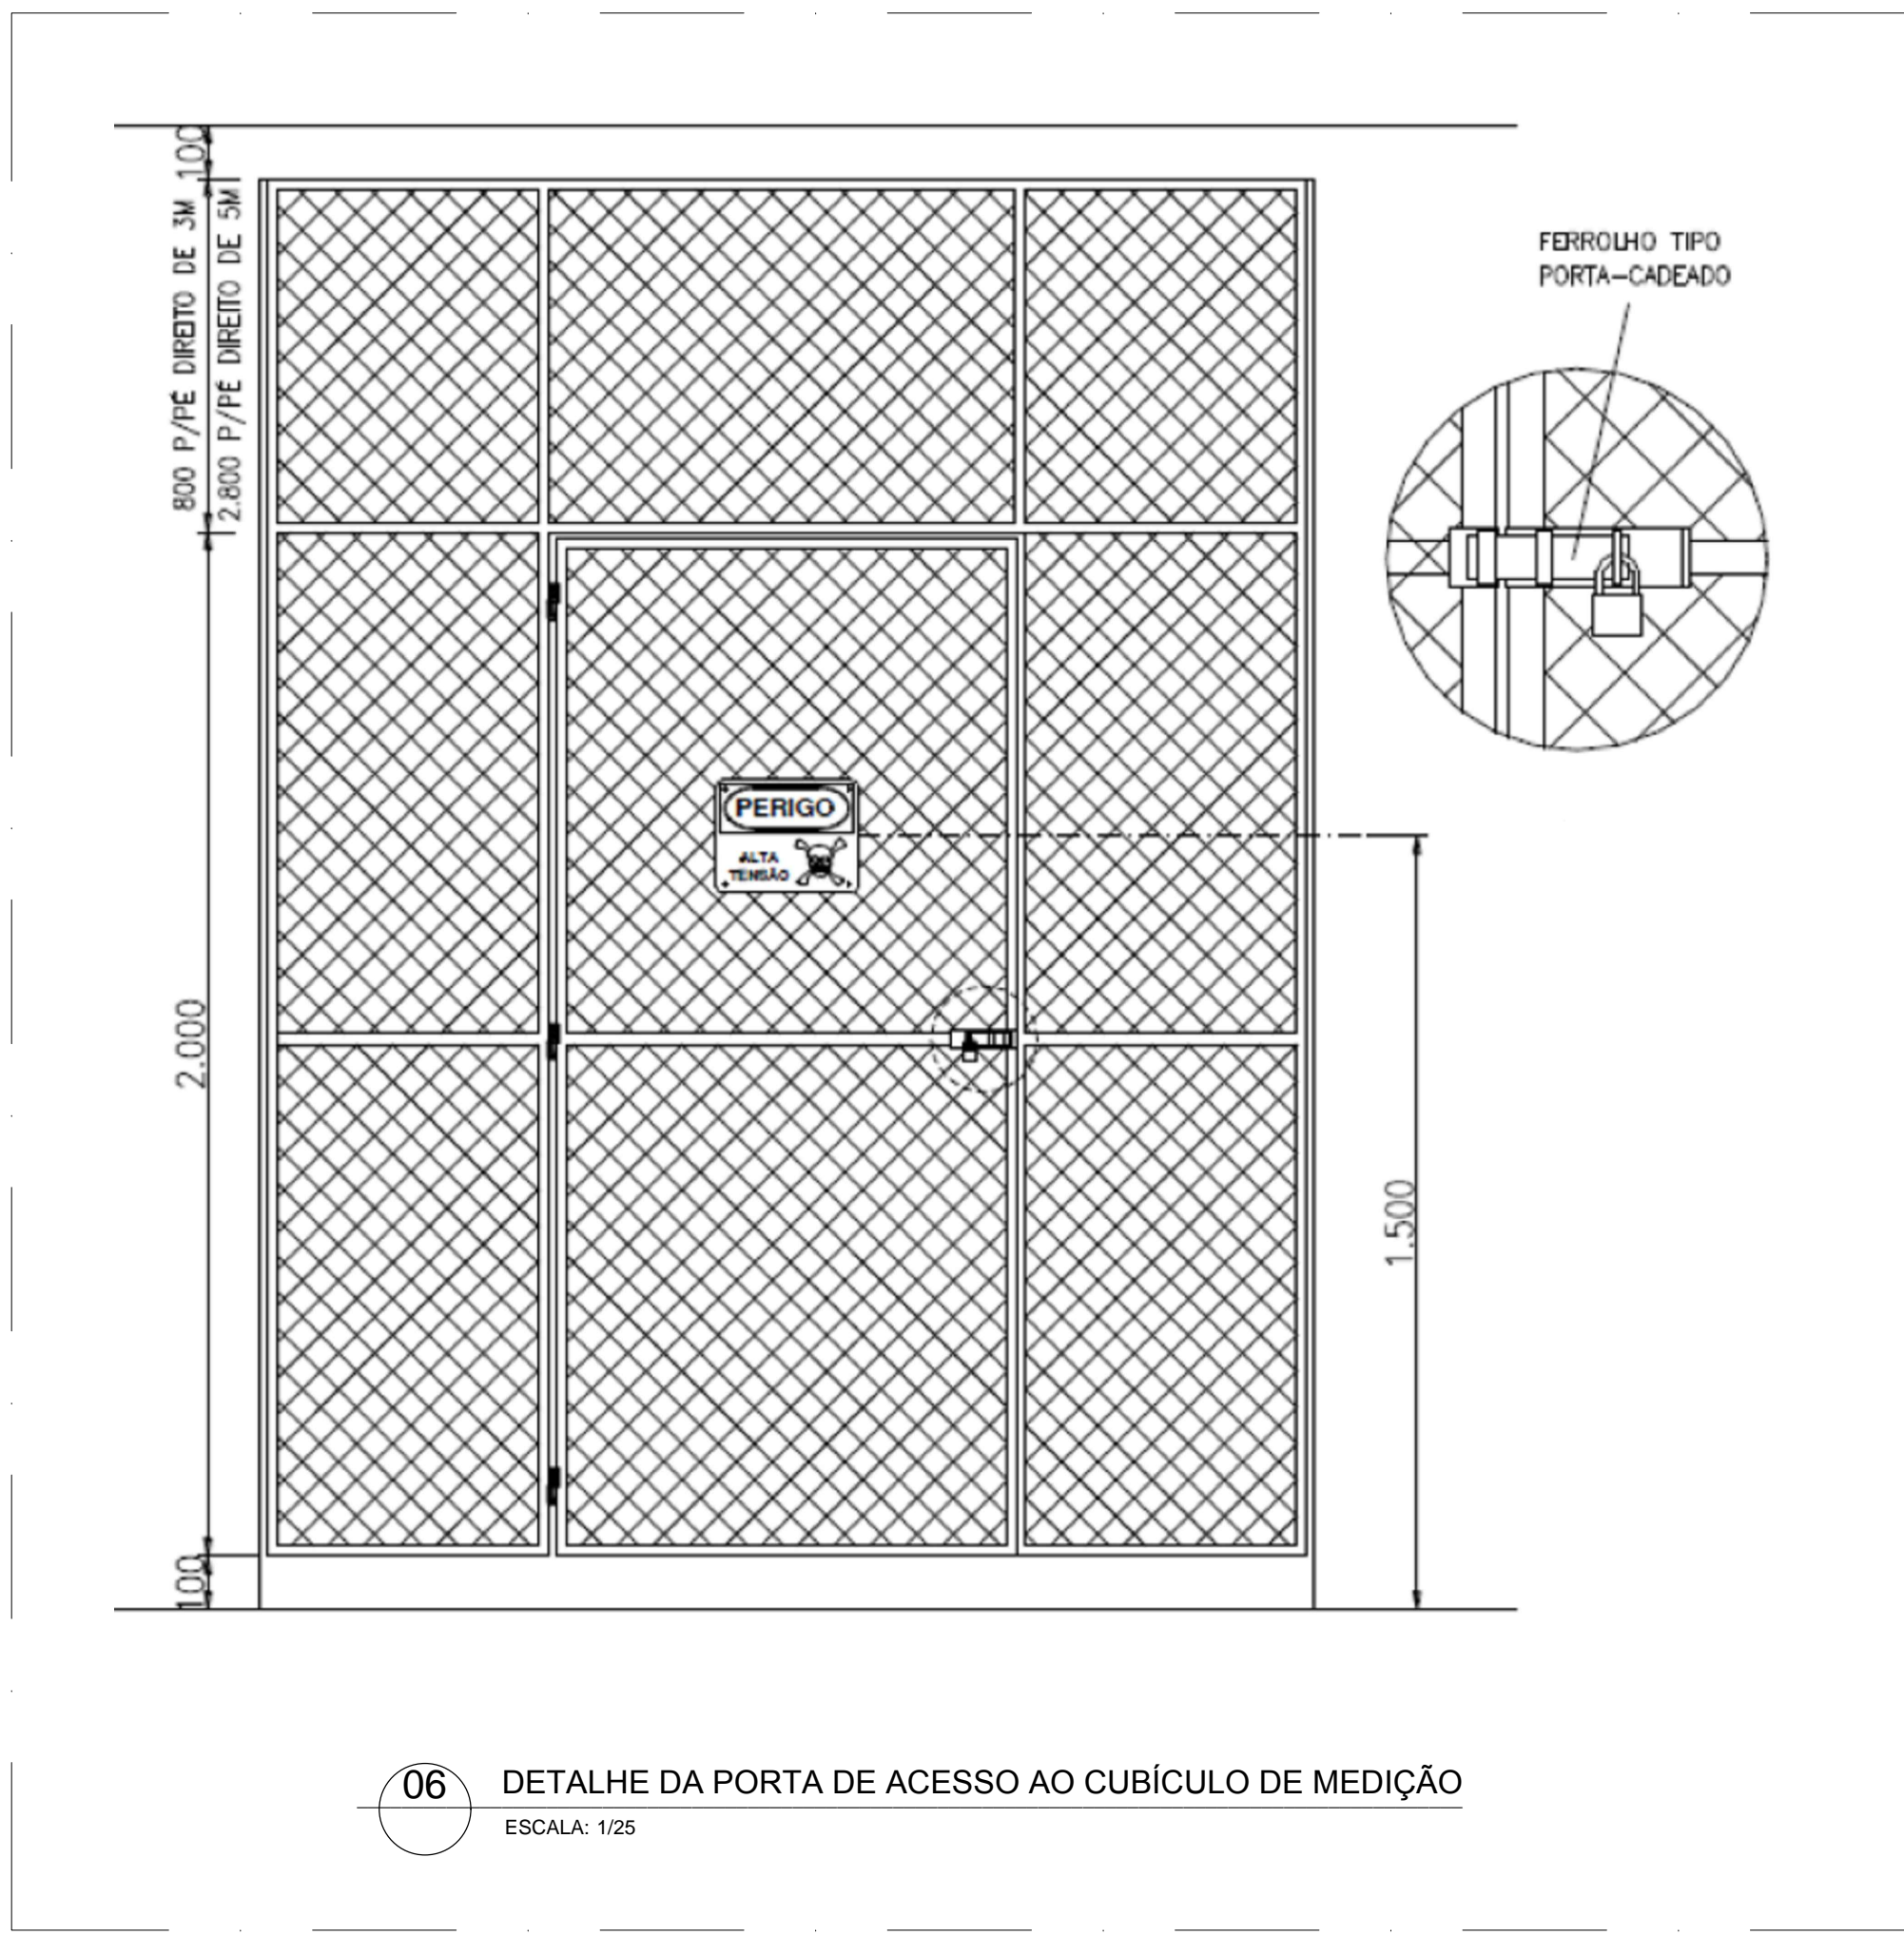 100
800 P/PÉ DIREITO DE 3M
2.800 P/PÉ DIREITO DE 5M
FERROLHO TIPO
PORTA-CADEADO
PERIGO
ALTA
TENSÃO
2.000
1.500
100
06
DETALHE DA PORTA DE ACESSO AO CUBÍCULO DE MEDIÇÃO
ESCALA: 1/25